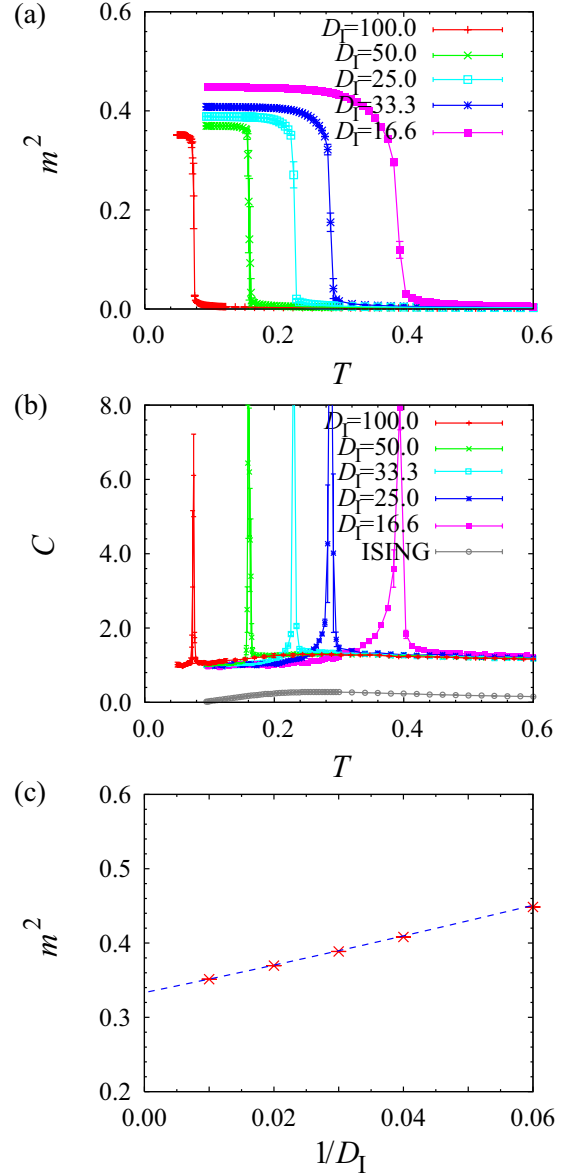 (a)
D_I=100.0
D_I=50.0
D_I=25.0
D_I=33.3
D_I=16.6
0.6
0.4
0.2
0.0
m^2
0.0 0.2 0.4 0.6
T
(b)
D_I=100.0
D_I=50.0
D_I=33.3
D_I=25.0
D_I=16.6
ISING
8.0
6.0
4.0
2.0
0.0
C
0.0 0.2 0.4 0.6
T
(c)
0.6
0.5
0.4
0.3
0.2
m^2
0.00 0.02 0.04 0.06
1/D_I